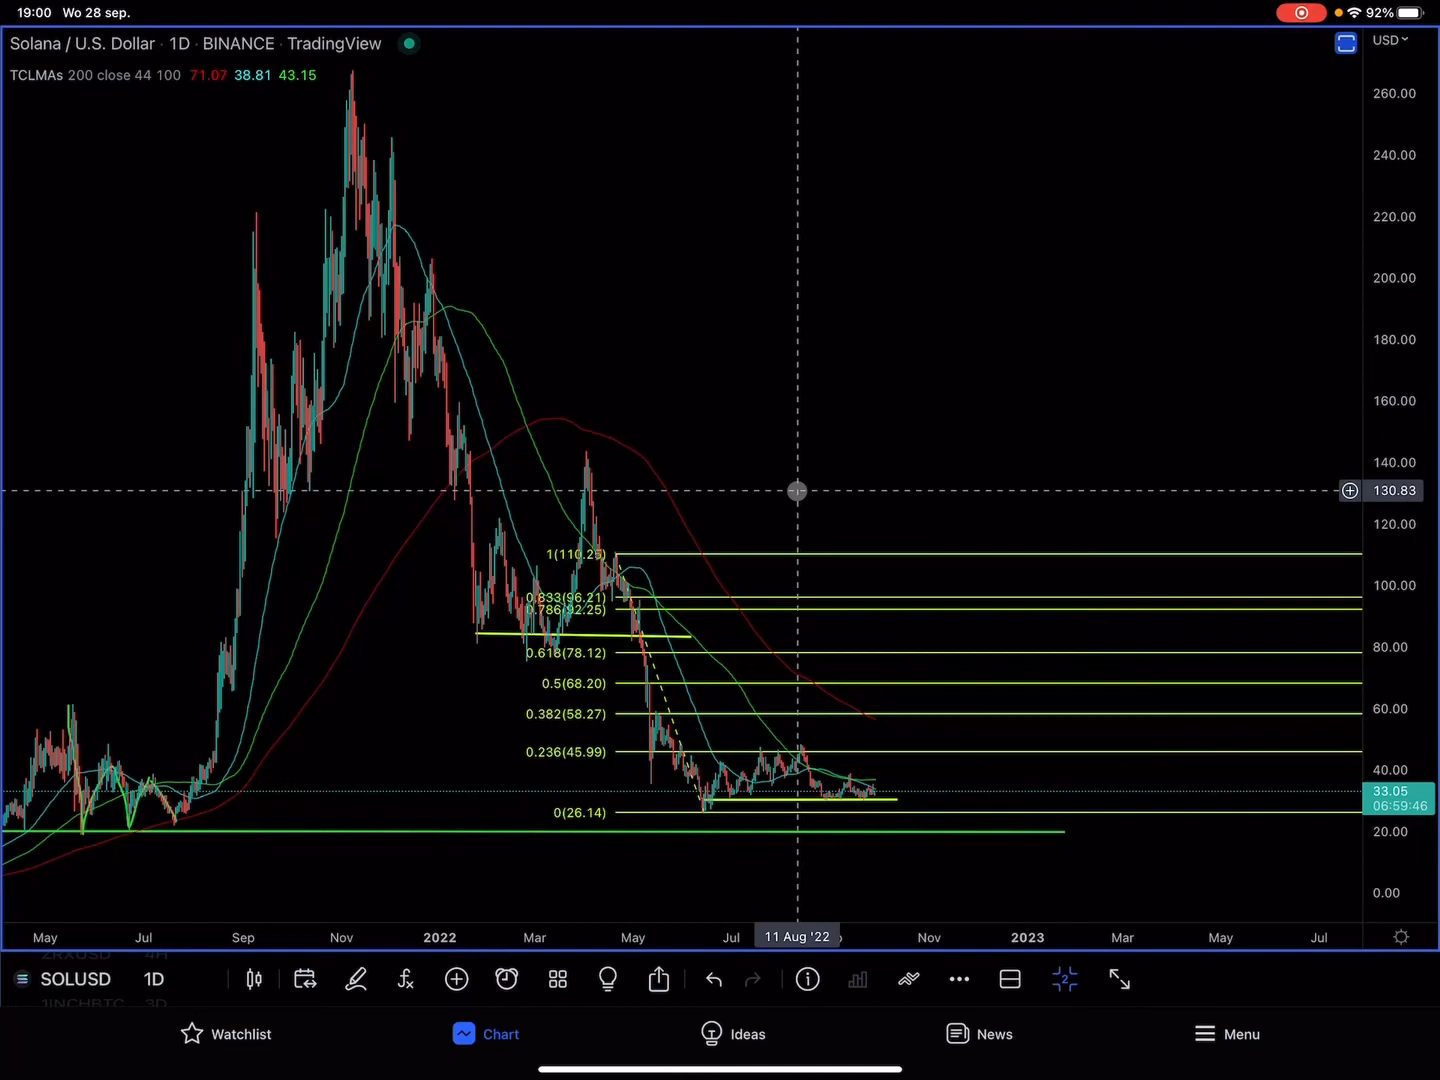 19:00 Wo 28 sep. 92%
Solana / U.S. Dollar · 1D · BINANCE · TradingView
USD
TCLMAs 200 close 44 100 71.07 38.81 43.15
260.00
240.00
220.00
200.00
180.00
160.00
140.00
130.83
120.00
1(110.25)
100.00
0.833(96.21)
0.786(92.25)
80.00
0.618(78.12)
0.5(68.20)
60.00
0.382(58.27)
0.236(45.99)
40.00
33.05
06:59:46
0(26.14)
20.00
0.00
May Jul Sep Nov 2022 Mar May Jul 11 Aug '22 Nov 2023 Mar May Jul
ZRXUSD 4H
SOLUSD 1D
1INCHBTC 3D
Watchlist Chart Ideas News Menu